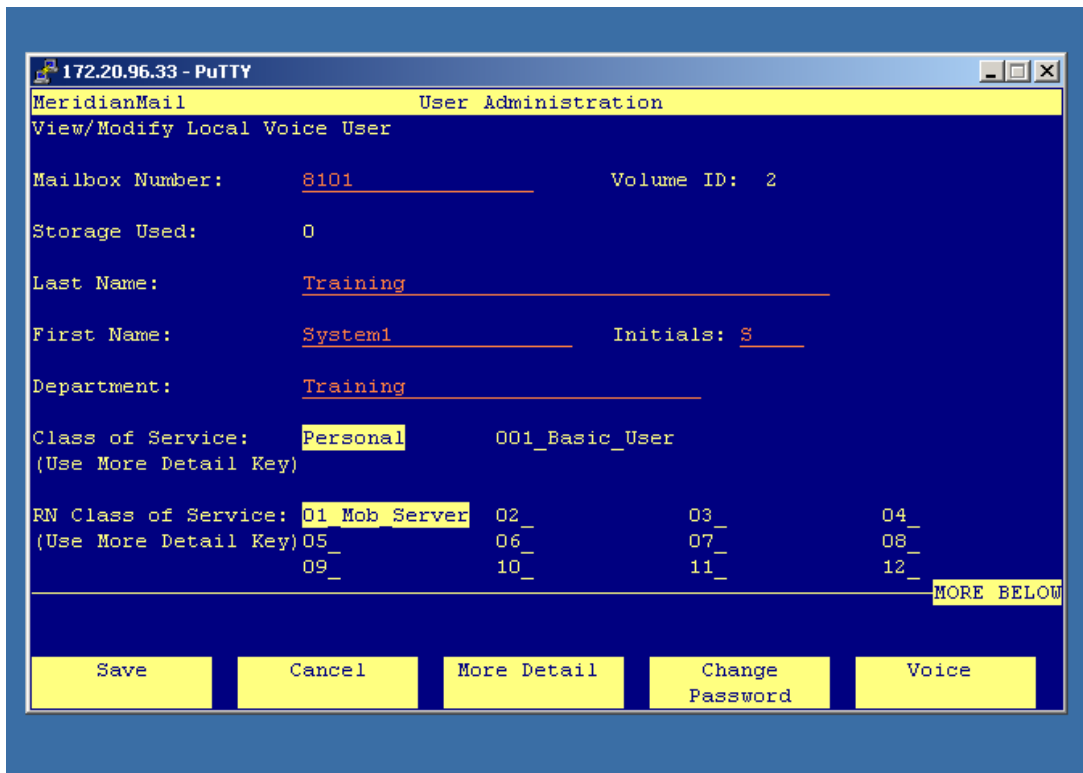 172.20.96.33 - PuTTY
MeridianMail User Administration
View/Modify Local Voice User
Mailbox Number: 8101 Volume ID: 2
Storage Used: 0
Last Name: Training
First Name: System1 Initials: S
Department: Training
Class of Service: Personal 001_Basic_User
(Use More Detail Key)
RN Class of Service: 01_Mob_Server 02_ 03_ 04_
(Use More Detail Key) 05_ 06_ 07_ 08_
09_ 10_ 11_ 12_
MORE BELOW
Save Cancel More Detail Change Password Voice